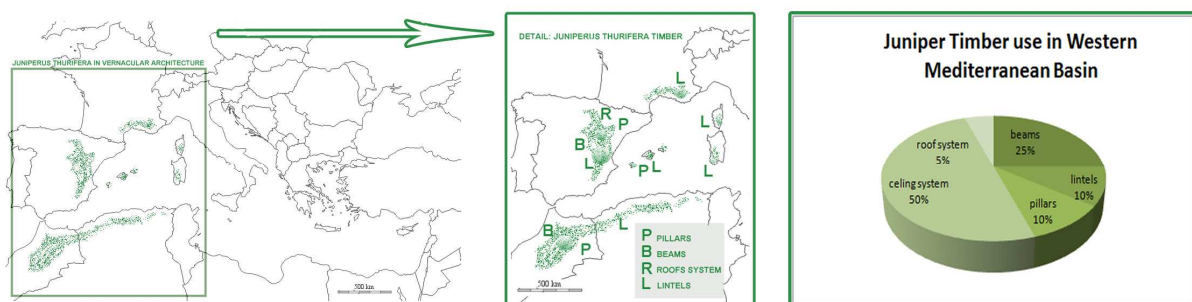 JUNIPERUS THURIFERA IN VERNACULAR ARCHITECTURE
500 km
DETAIL: JUNIPERUS THURIFERA TIMBER
L
R
P
L
B
L
P
L
L
B
L
P
P PILLARS
B BEAMS
R ROOFS SYSTEM
L LINTELS
500 km
Juniper Timber use in Western
Mediterranean Basin
roof system
5%
beams
25%
celing system
50%
lintels
10%
pillars
10%